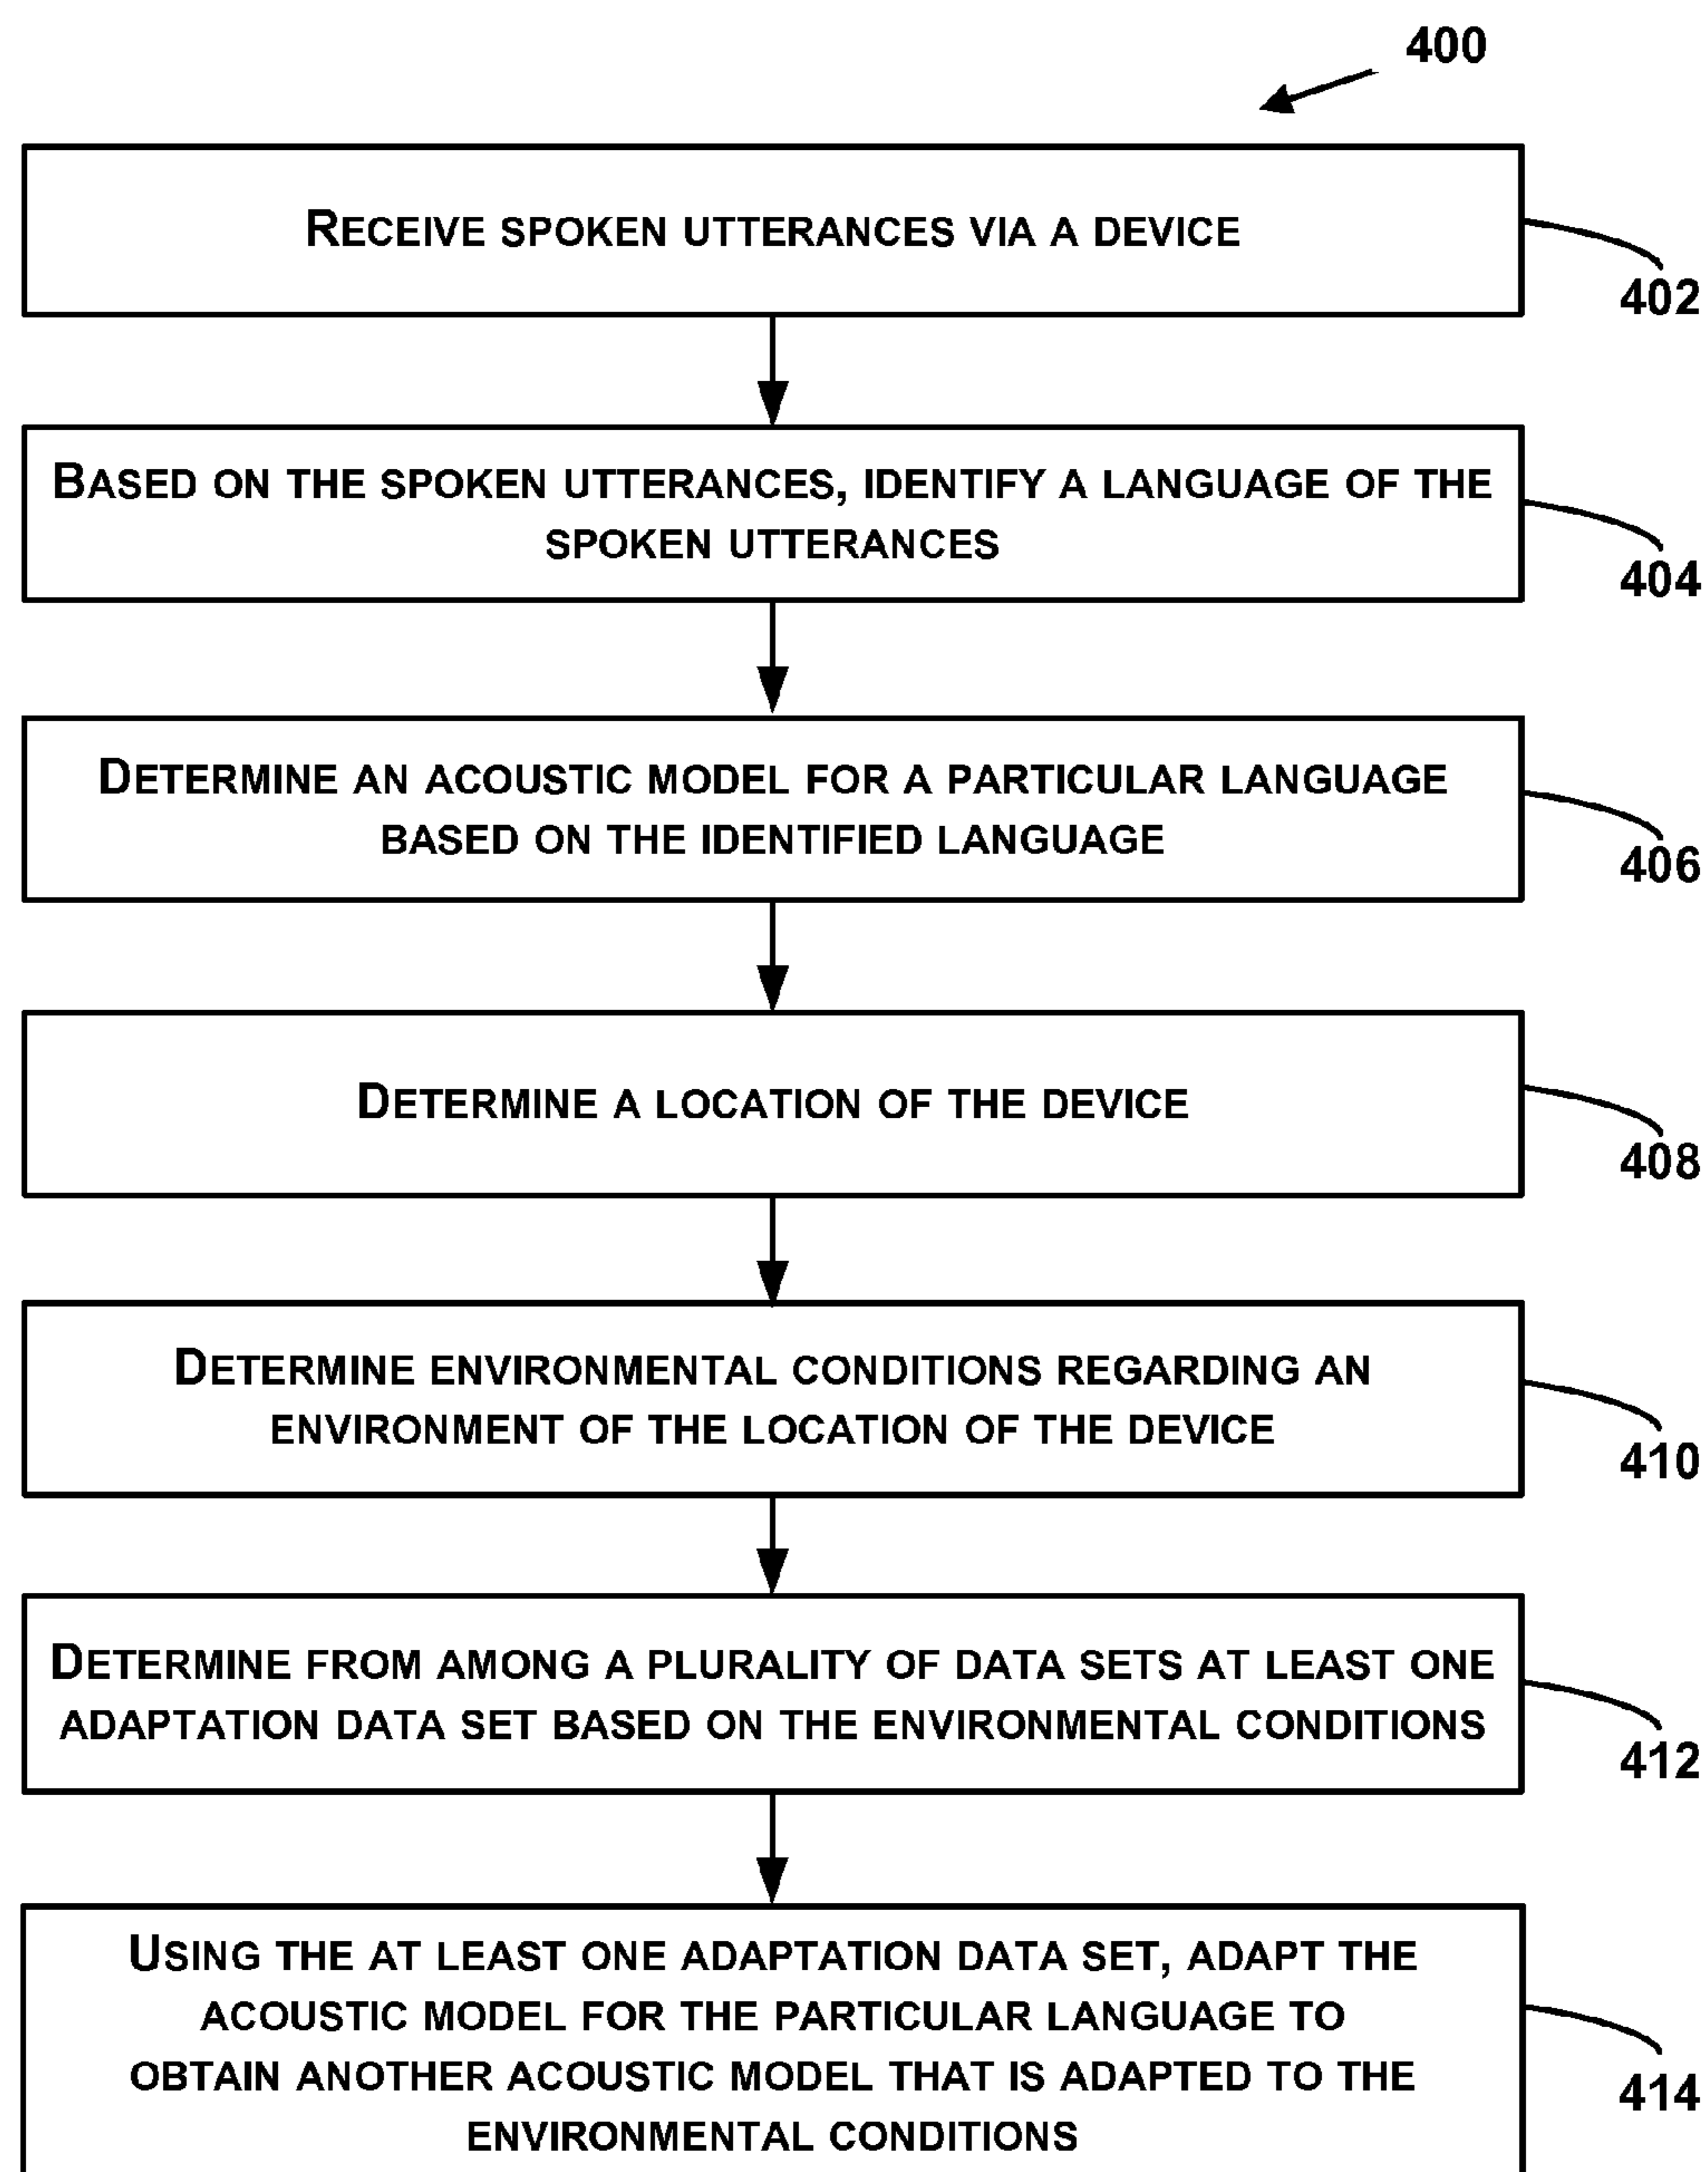 400
RECEIVE SPOKEN UTTERANCES VIA A DEVICE
402
BASED ON THE SPOKEN UTTERANCES, IDENTIFY A LANGUAGE OF THE
SPOKEN UTTERANCES
404
DETERMINE AN ACOUSTIC MODEL FOR A PARTICULAR LANGUAGE
BASED ON THE IDENTIFIED LANGUAGE
406
DETERMINE A LOCATION OF THE DEVICE
408
DETERMINE ENVIRONMENTAL CONDITIONS REGARDING AN
ENVIRONMENT OF THE LOCATION OF THE DEVICE
410
DETERMINE FROM AMONG A PLURALITY OF DATA SETS AT LEAST ONE
ADAPTATION DATA SET BASED ON THE ENVIRONMENTAL CONDITIONS
412
USING THE AT LEAST ONE ADAPTATION DATA SET, ADAPT THE
ACOUSTIC MODEL FOR THE PARTICULAR LANGUAGE TO
OBTAIN ANOTHER ACOUSTIC MODEL THAT IS ADAPTED TO THE
ENVIRONMENTAL CONDITIONS
414